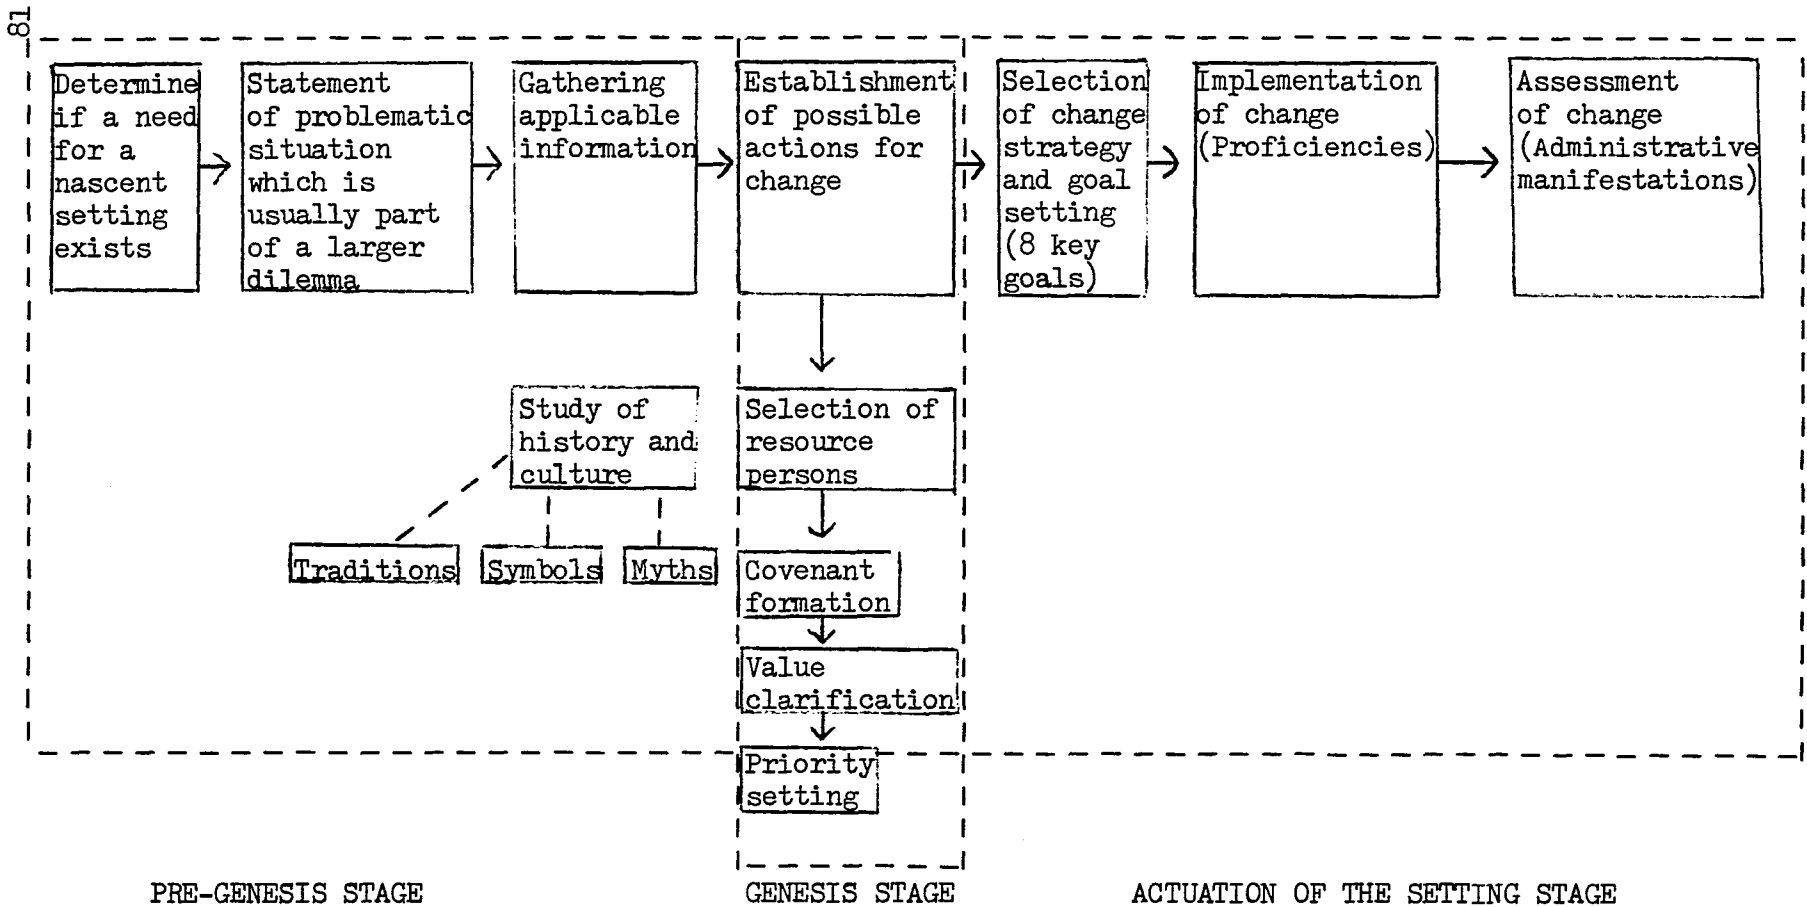 81
Determine
if a need
for a
nascent
setting
exists
Statement
of problematic
situation
which is
usually part
of a larger
dilemma
Gathering
applicable
information
Establishment
of possible
actions for
change
Selection
of change
strategy
and goal
setting
(8 key
goals)
Implementation
of change
(Proficiencies)
Assessment
of change
(Administrative
manifestations)
Study of
history and
culture
Traditions
Symbols
Myths
Selection of
resource
persons
Covenant
formation
Value
clarification
Priority
setting
PRE-GENESIS STAGE
GENESIS STAGE
ACTUATION OF THE SETTING STAGE